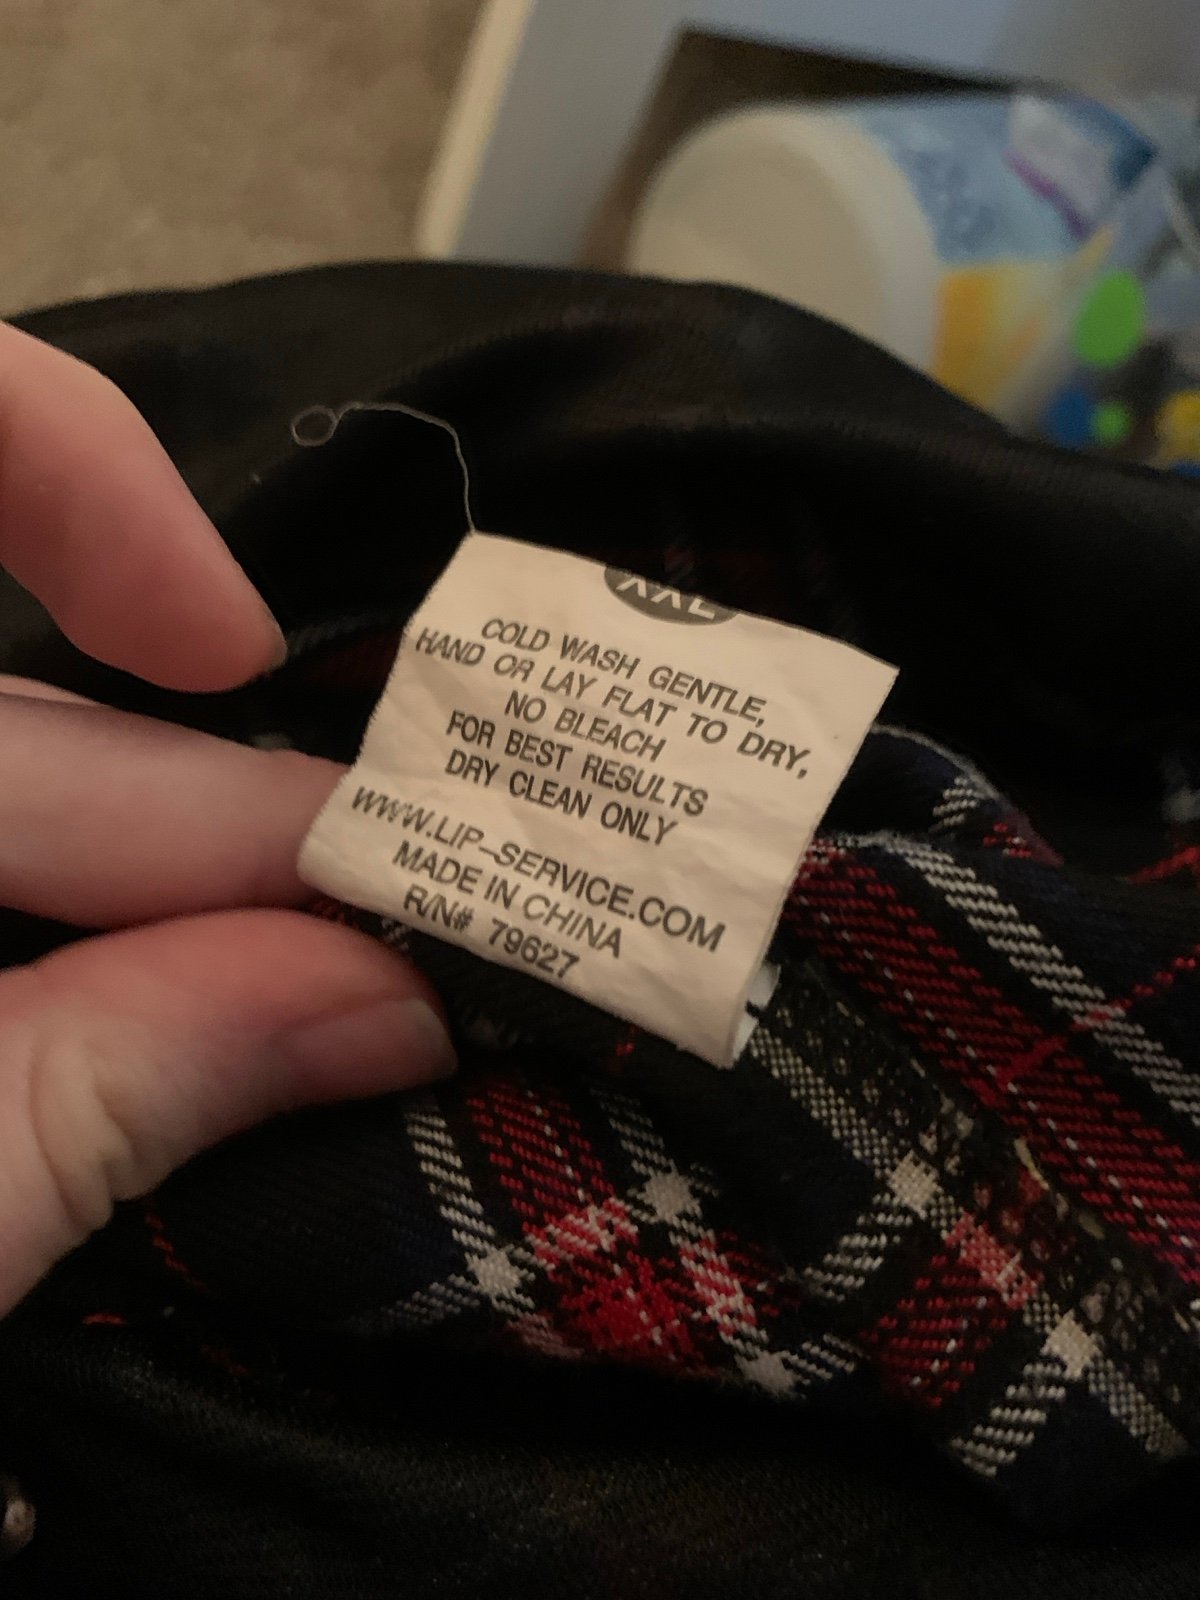 XXL
COLD WASH GENTLE,
HAND OR LAY FLAT TO DRY,
NO BLEACH
FOR BEST RESULTS
DRY CLEAN ONLY
WWW.LIP-SERVICE.COM
MADE IN CHINA
R/N# 79627